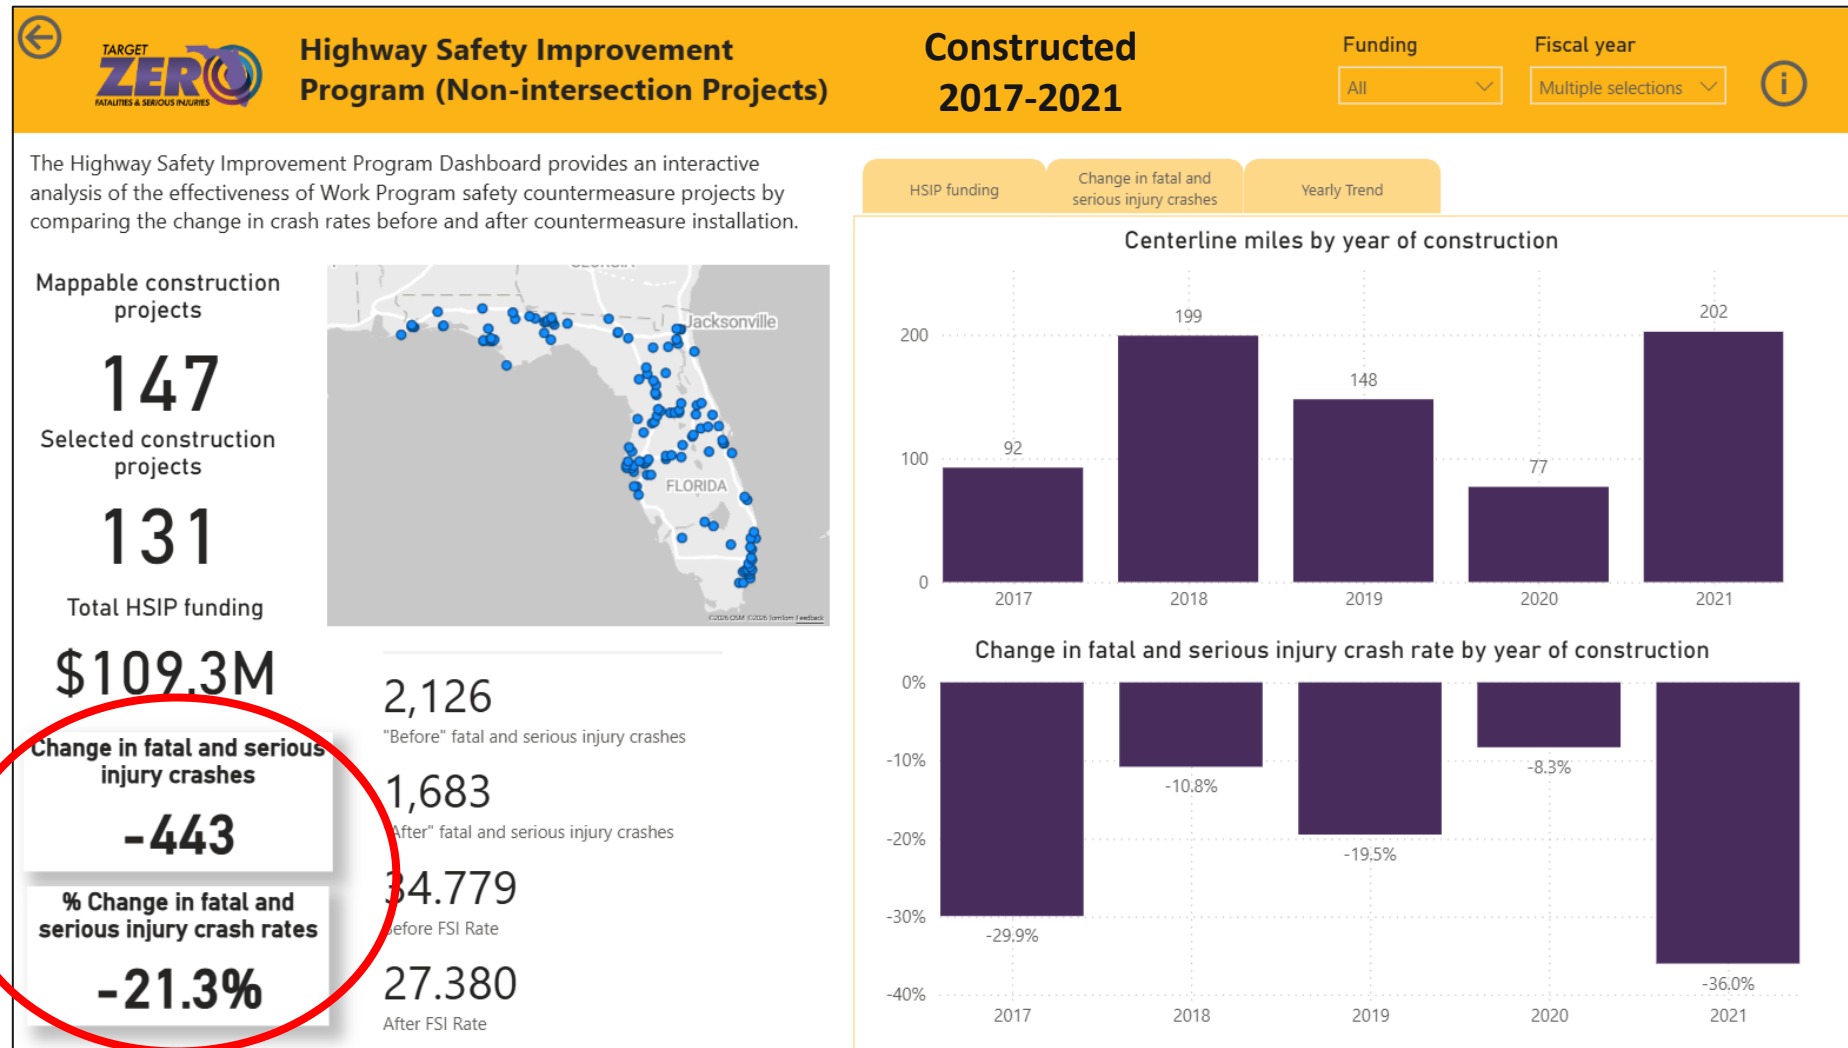 TARGET
ZERO
FATALITIES & SERIOUS INJURIES
Highway Safety Improvement
Program (Non-intersection Projects)
Constructed
2017-2021
Funding
All
Fiscal year
Multiple selections
i
The Highway Safety Improvement Program Dashboard provides an interactive
analysis of the effectiveness of Work Program safety countermeasure projects by
comparing the change in crash rates before and after countermeasure installation.
Mappable construction
projects
147
Selected construction
projects
131
Total HSIP funding
$109.3M
Change in fatal and serious
injury crashes
-443
% Change in fatal and
serious injury crash rates
-21.3%
GEORGIA
Jacksonville
FLORIDA
©2026 OSM ©2026 TomTom Feedback
2,126
"Before" fatal and serious injury crashes
1,683
"After" fatal and serious injury crashes
34.779
Before FSI Rate
27.380
After FSI Rate
HSIP funding
Change in fatal and
serious injury crashes
Yearly Trend
Centerline miles by year of construction
200
100
0
92
199
148
77
202
2017
2018
2019
2020
2021
Change in fatal and serious injury crash rate by year of construction
0%
-10%
-20%
-30%
-40%
-29.9%
-10.8%
-19.5%
-8.3%
-36.0%
2017
2018
2019
2020
2021